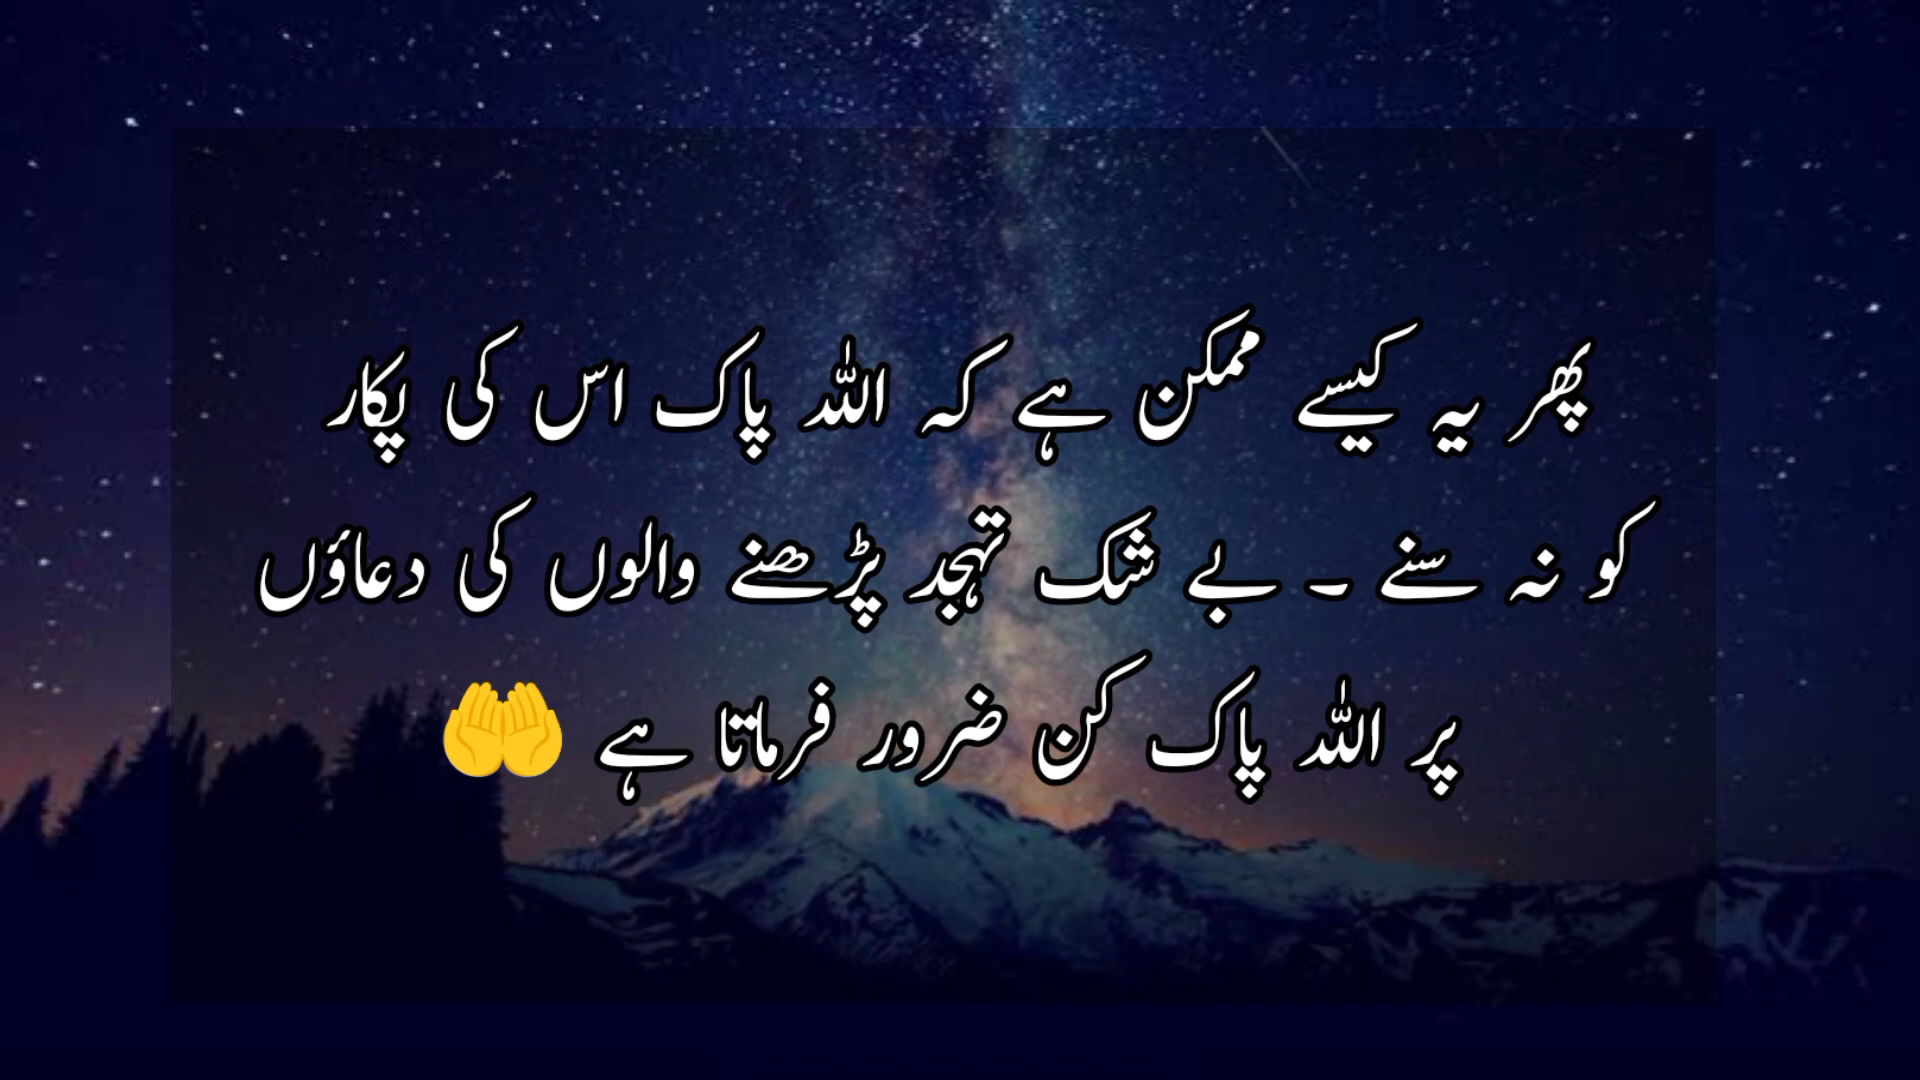 پھر یہ کیسے ممکن ہے کہ اللہ پاک اس کی پکار
کو نہ سنے ۔ بے شک تہجد پڑھنے والوں کی دعاؤں
پر اللہ پاک کن ضرور فرماتا ہے 🤲